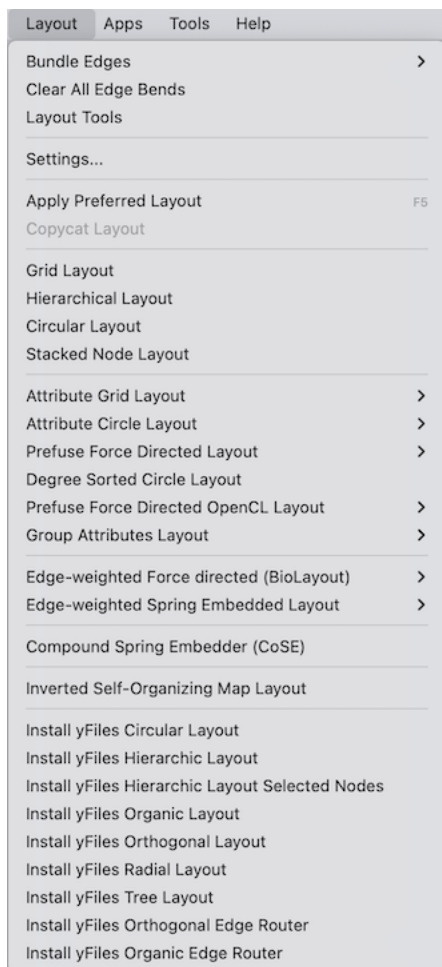 Layout Apps Tools Help
Bundle Edges
Clear All Edge Bends
Layout Tools
Settings...
Apply Preferred Layout F5
Copycat Layout
Grid Layout
Hierarchical Layout
Circular Layout
Stacked Node Layout
Attribute Grid Layout
Attribute Circle Layout
Prefuse Force Directed Layout
Degree Sorted Circle Layout
Prefuse Force Directed OpenCL Layout
Group Attributes Layout
Edge-weighted Force directed (BioLayout)
Edge-weighted Spring Embedded Layout
Compound Spring Embedder (CoSE)
Inverted Self-Organizing Map Layout
Install yFiles Circular Layout
Install yFiles Hierarchic Layout
Install yFiles Hierarchic Layout Selected Nodes
Install yFiles Organic Layout
Install yFiles Orthogonal Layout
Install yFiles Radial Layout
Install yFiles Tree Layout
Install yFiles Orthogonal Edge Router
Install yFiles Organic Edge Router